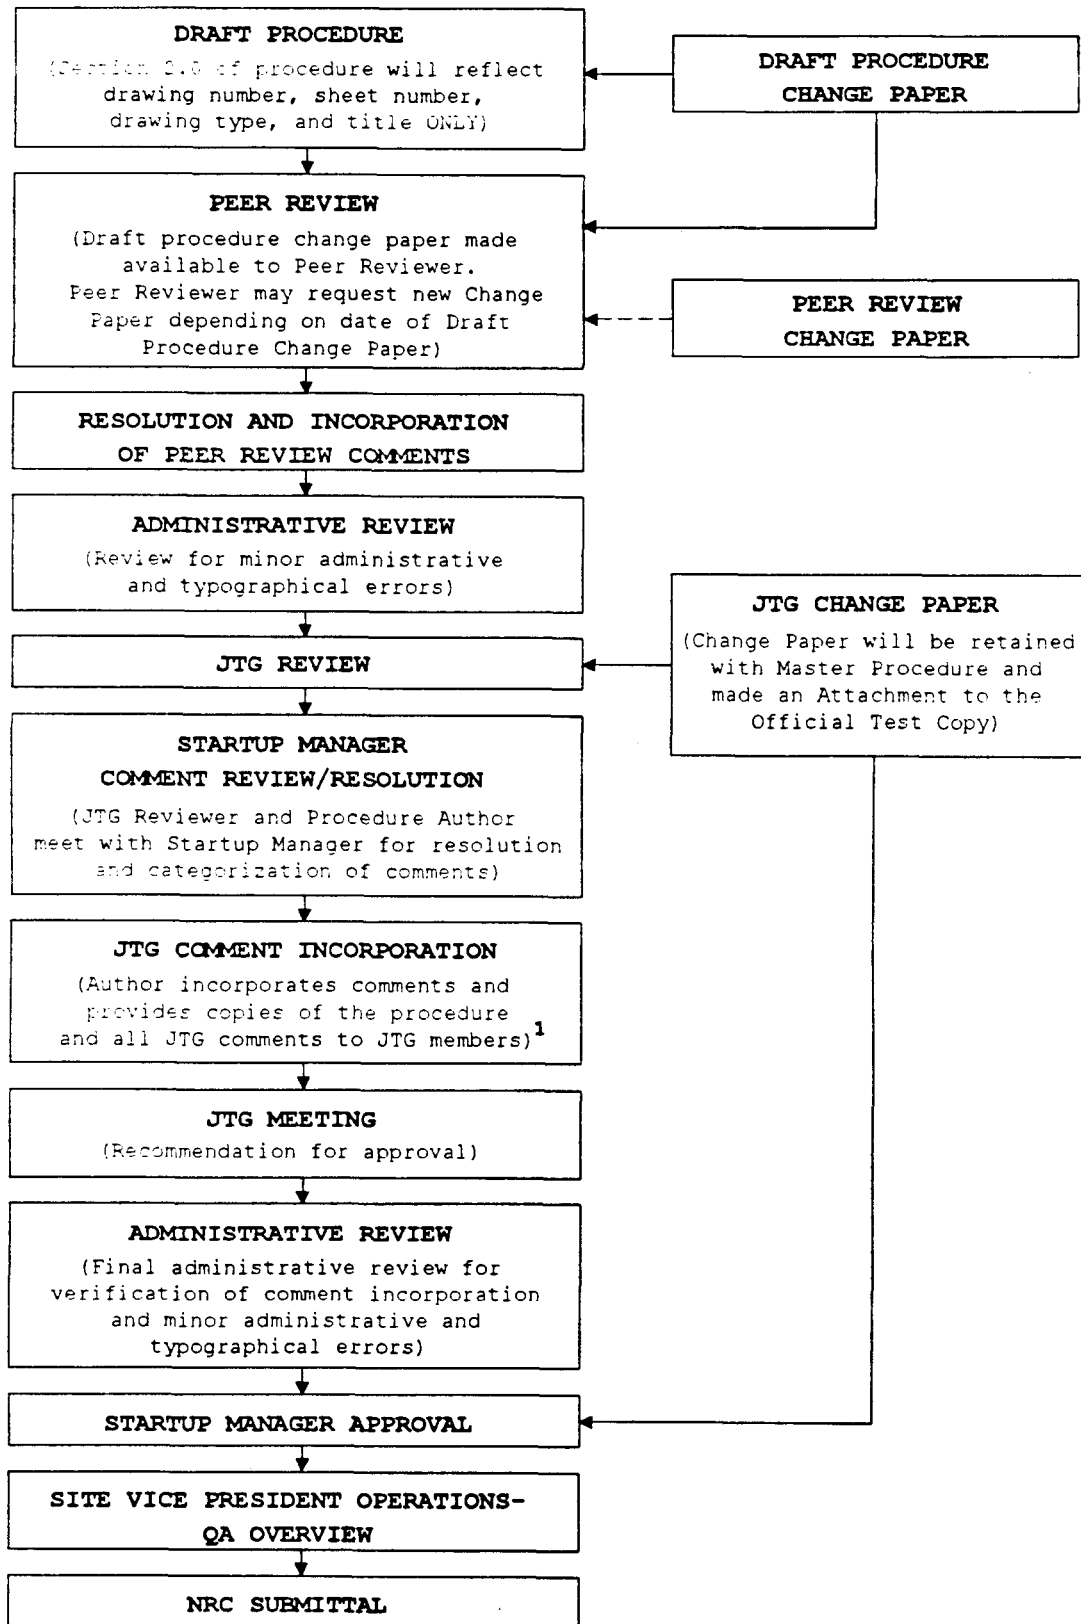 DRAFT PROCEDURE
(Section 2.0 of procedure will reflect
drawing number, sheet number,
drawing type, and title ONLY)
DRAFT PROCEDURE
CHANGE PAPER
PEER REVIEW
(Draft procedure change paper made
available to Peer Reviewer.
Peer Reviewer may request new Change
Paper depending on date of Draft
Procedure Change Paper)
PEER REVIEW
CHANGE PAPER
RESOLUTION AND INCORPORATION
OF PEER REVIEW COMMENTS
ADMINISTRATIVE REVIEW
(Review for minor administrative
and typographical errors)
JTG REVIEW
JTG CHANGE PAPER
(Change Paper will be retained
with Master Procedure and
made an Attachment to the
Official Test Copy)
STARTUP MANAGER
COMMENT REVIEW/RESOLUTION
(JTG Reviewer and Procedure Author
meet with Startup Manager for resolution
and categorization of comments)
JTG COMMENT INCORPORATION
(Author incorporates comments and
provides copies of the procedure
and all JTG comments to JTG members)1
JTG MEETING
(Recommendation for approval)
ADMINISTRATIVE REVIEW
(Final administrative review for
verification of comment incorporation
and minor administrative and
typographical errors)
STARTUP MANAGER APPROVAL
SITE VICE PRESIDENT OPERATIONS-
QA OVERVIEW
NRC SUBMITTAL